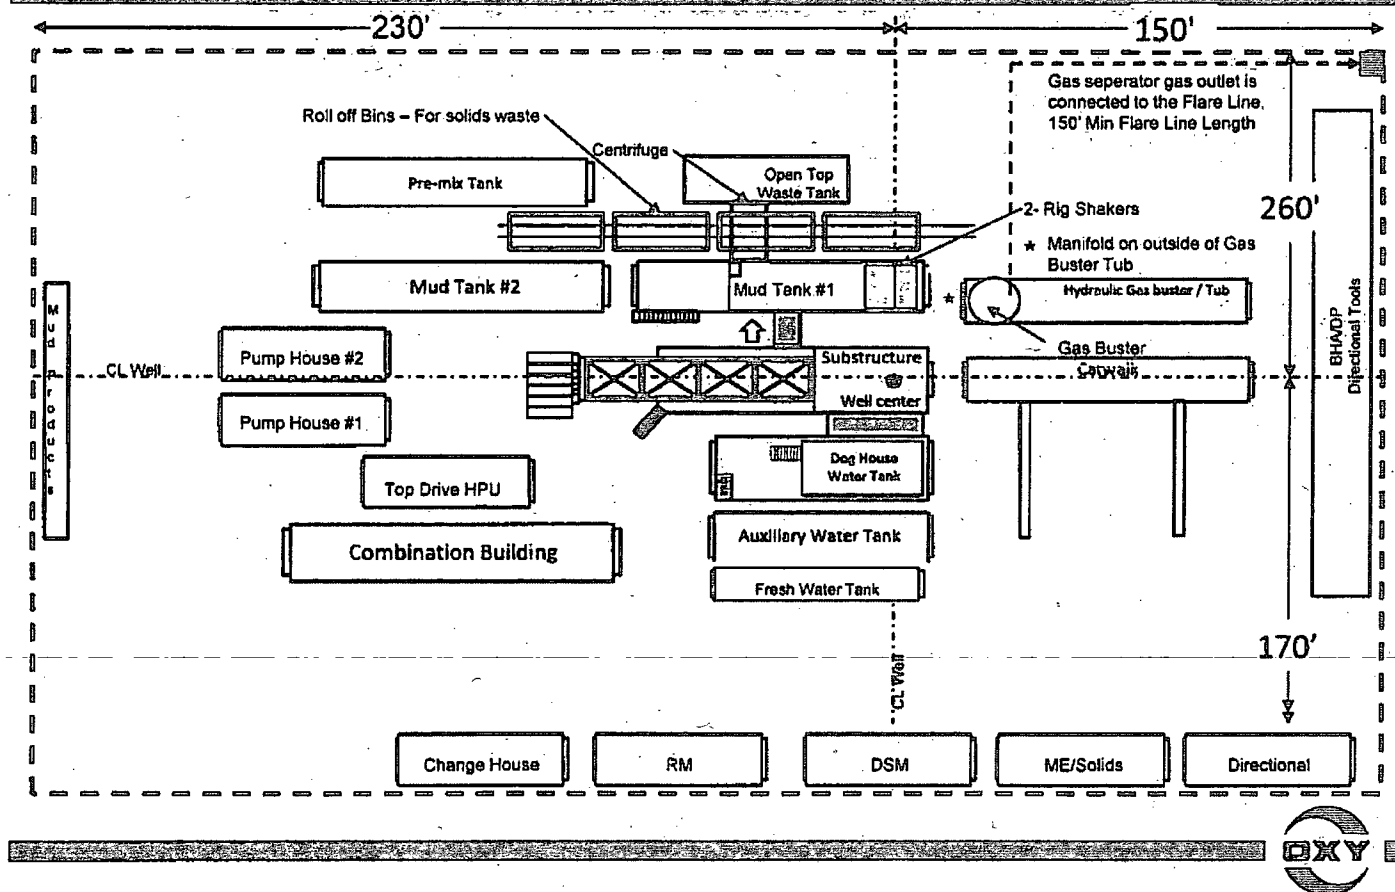 230'
150'
Gas seperator gas outlet is
connected to the Flare Line,
150' Min Flare Line Length
Roll off Bins – For solids waste
Centrifuge
Pre-mix Tank
Open Top
Waste Tank
260'
2- Rig Shakers
* Manifold on outside of Gas
Buster Tub
Mud Tank #2
Mud Tank #1
*
Hydraulic Gas buster / Tub
Mud Products
Pump House #2
Substructure
Gas Buster
Catwalk
BHA/DP
Directional Tools
CL Well
Well center
Pump House #1
Dog House
Water Tank
Top Drive HPU
Auxiliary Water Tank
Combination Building
Fresh Water Tank
170'
CL Well
Change House
RM
DSM
ME/Solids
Directional
OXY